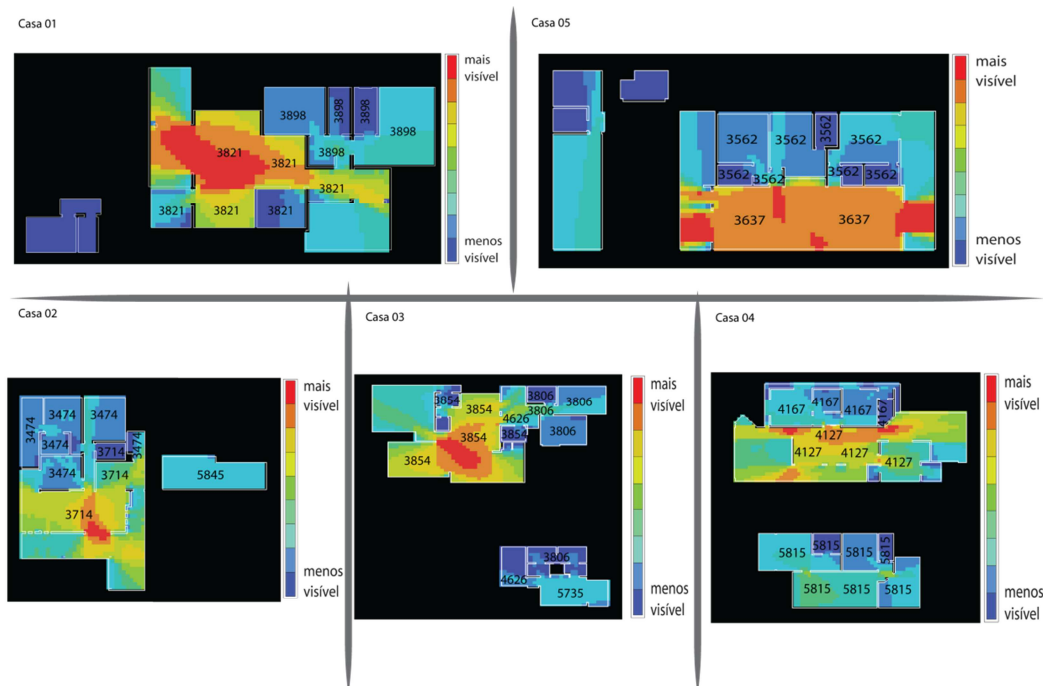 Casa 01
mais
visível
3898
3898
3898
3898
3821
3898
3821
3821
3821
3821
3821
menos
visível
Casa 05
mais
visível
3562
3562
3562
3562
3562
3562
3562
3562
3637
3637
menos
visível
Casa 02
mais
visível
3474
3474
3474
3474
3474
3714
3474
3714
3714
5845
menos
visível
Casa 03
mais
visível
3854
3854
3806
3806
3806
4626
3854
3854
3806
3854
3806
4626
5735
menos
visível
Casa 04
mais
visível
4167
4167
4167
4167
4127
4127
4127
4127
5815
5815
5815
5815
5815
5815
5815
menos
visível